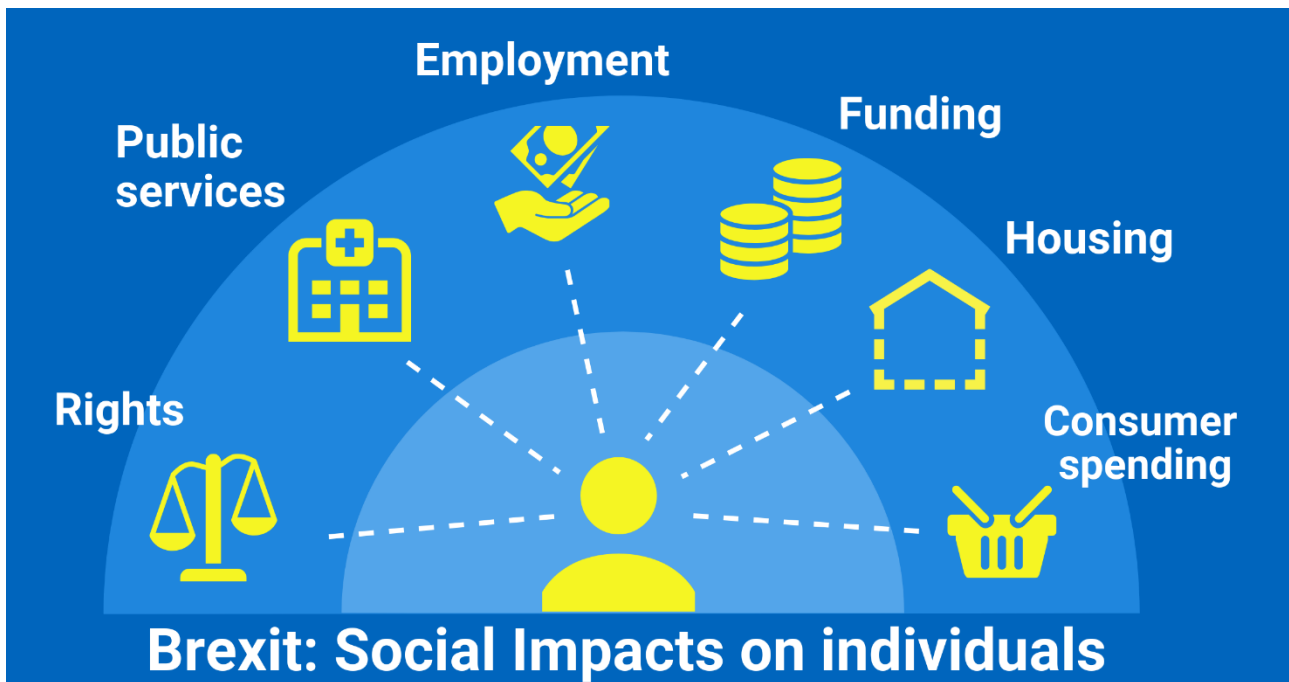 Employment
Funding
Public
services
Housing
Rights
Consumer
spending
Brexit: Social Impacts on individuals